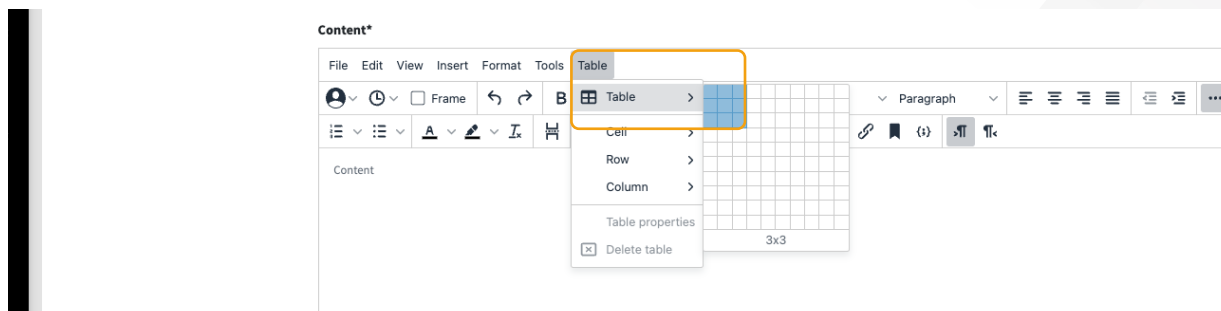 Content*
File Edit View Insert Format Tools Table
Frame B Table Paragraph
A Cell
Content
Row
Column
Table properties
3x3
Delete table